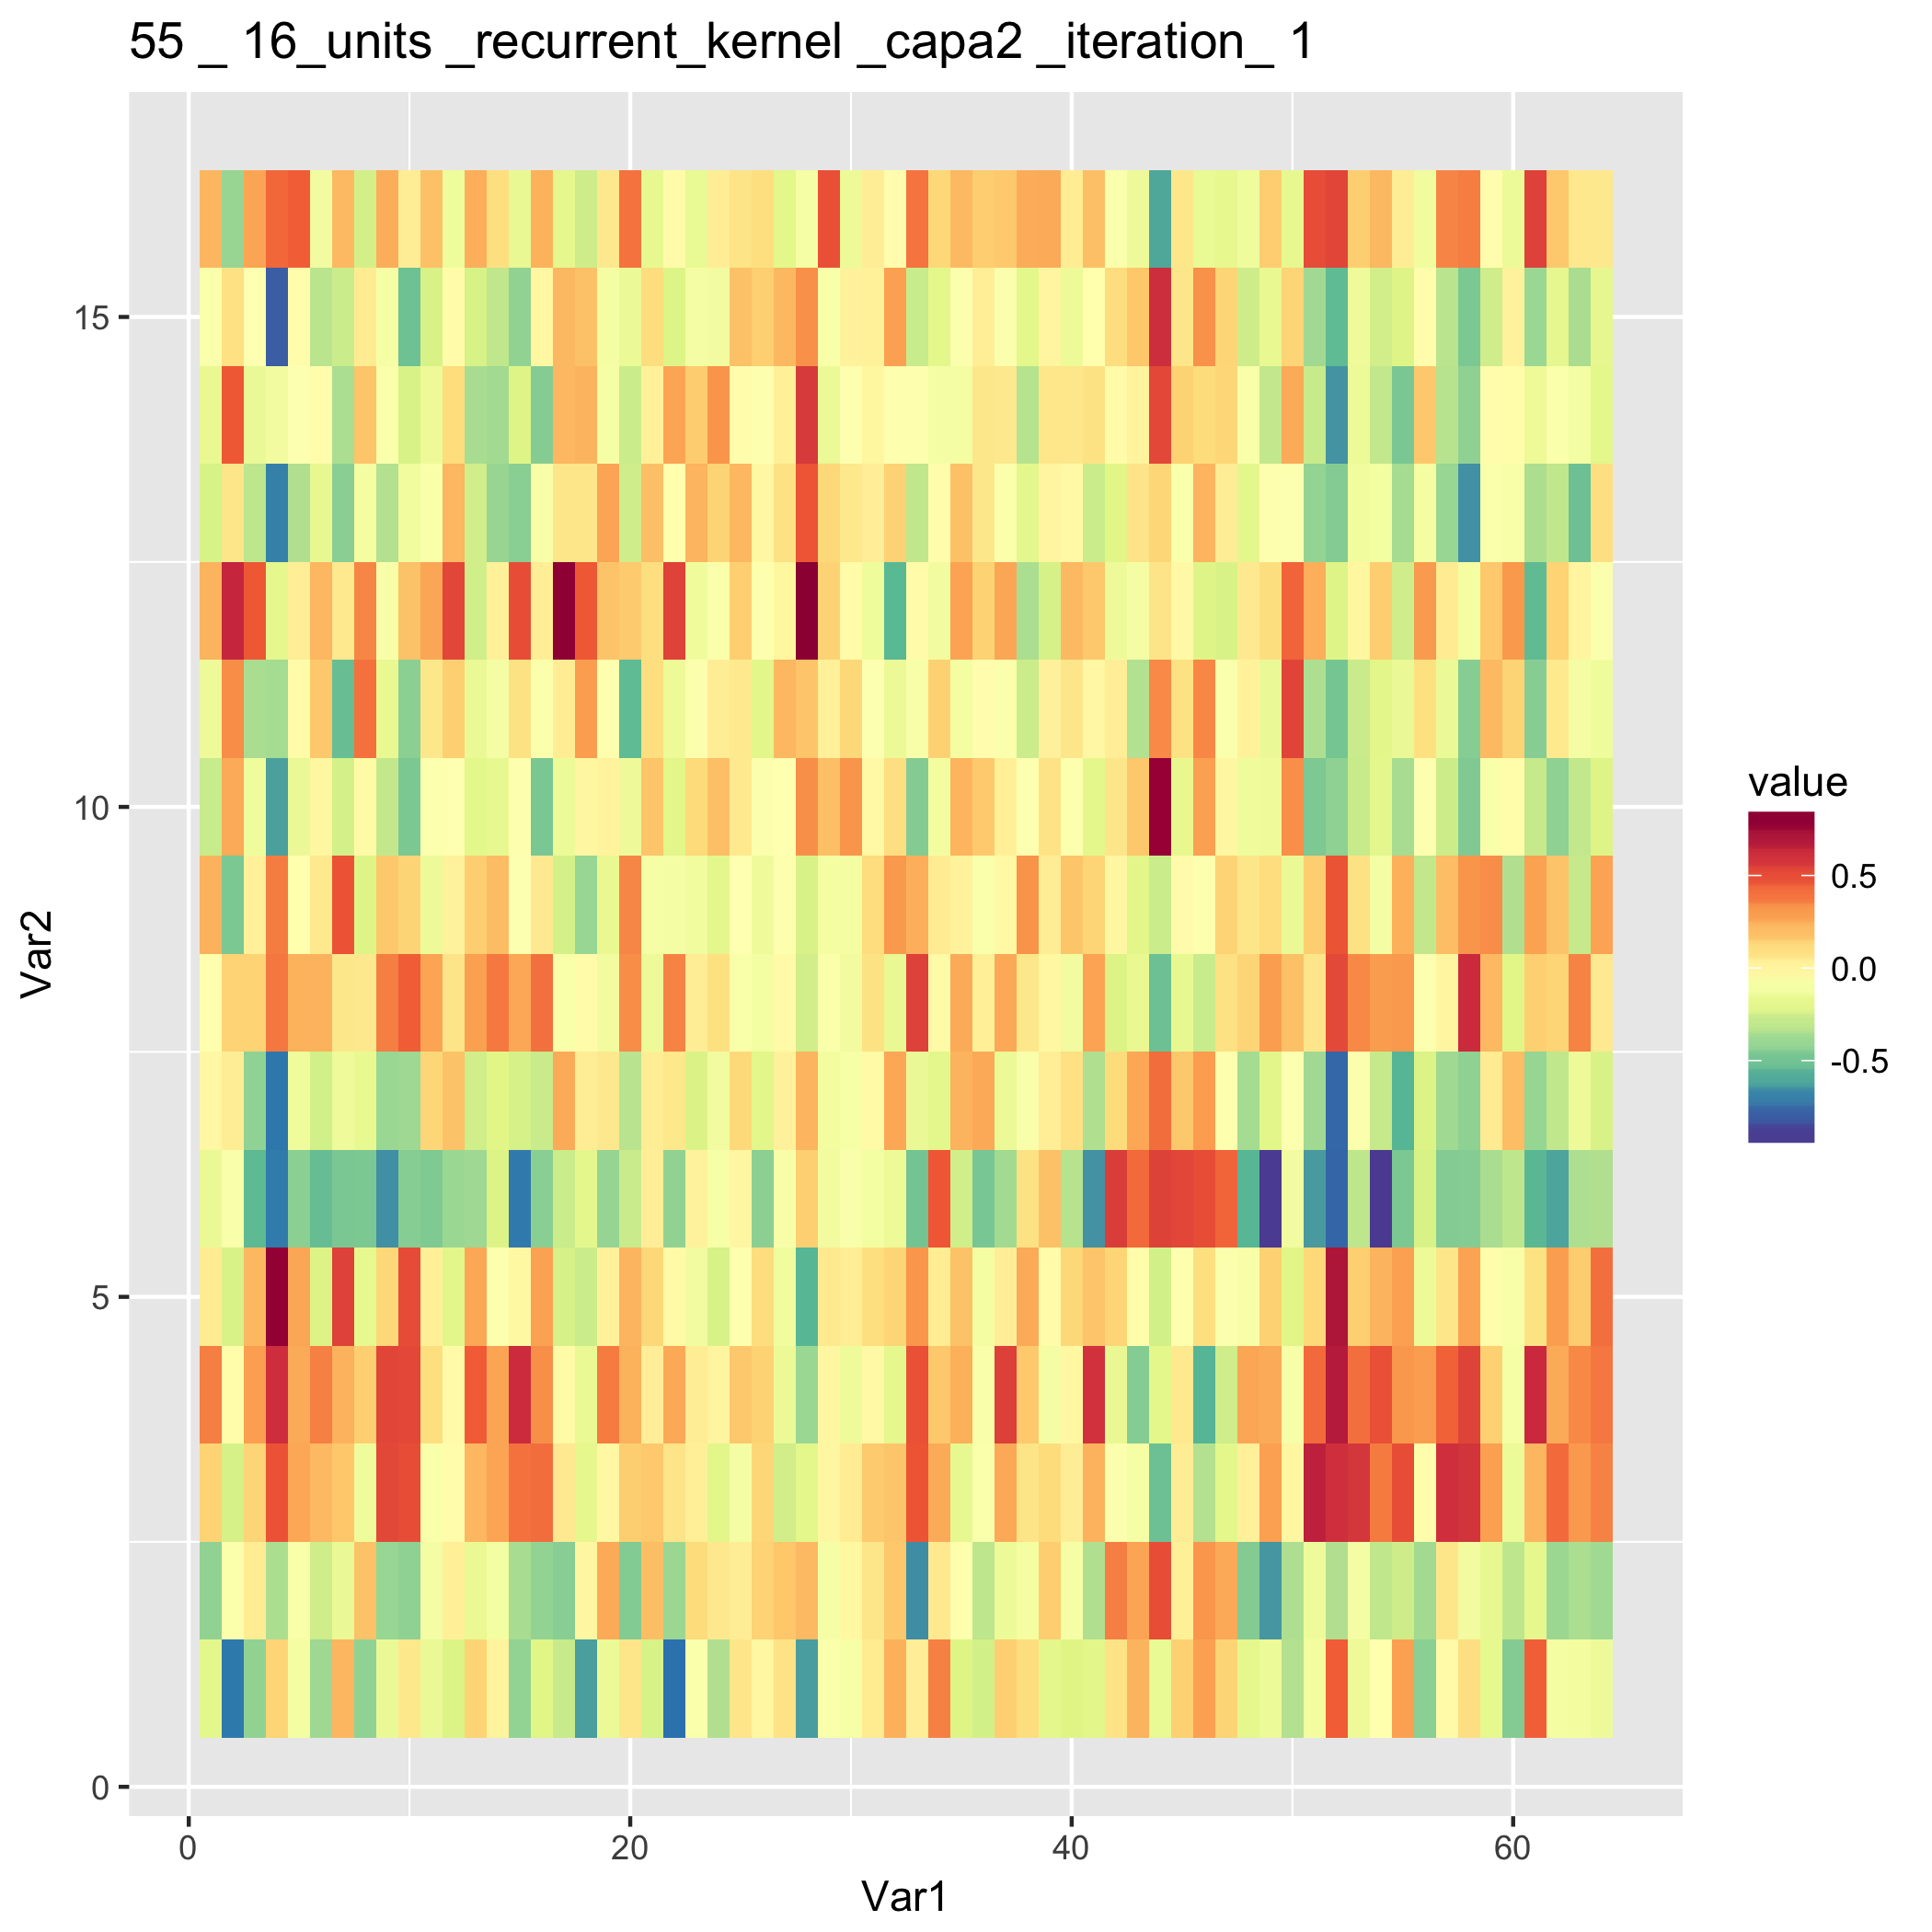 55 _ 16_units _recurrent_kernel _capa2 _iteration_ 1
15
10
5
0
Var2
0 20 40 60
Var1
value
0.5
0.0
-0.5